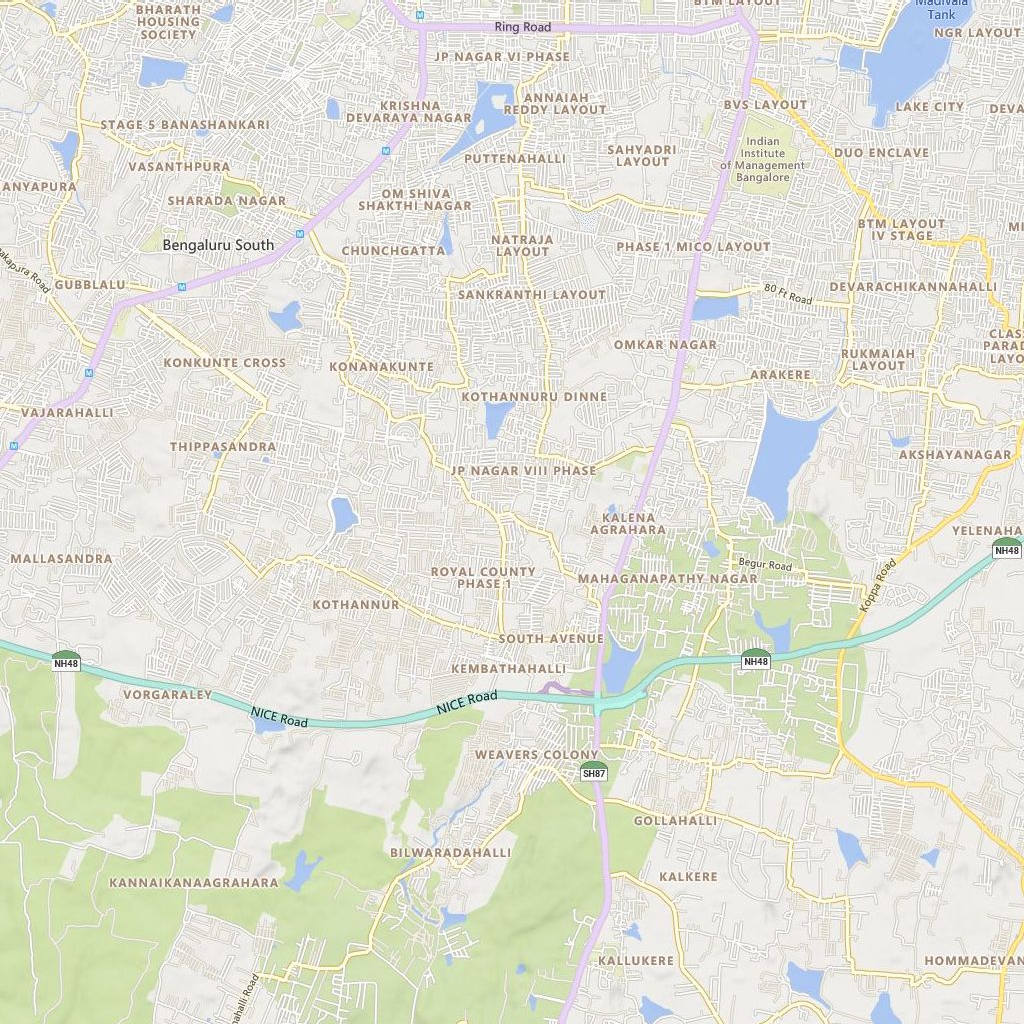 BHARATH
HOUSING
SOCIETY
M
Ring Road
BTM LAYOUT
Madivala
Tank
NGR LAYOUT
JP NAGAR VI PHASE
KRISHNA
DEVARAYA NAGAR
ANNAIAH
REDDY LAYOUT
BVS LAYOUT
LAKE CITY
STAGE 5 BANASHANKARI
M
VASANTHPURA
PUTTENAHALLI
SAHYADRI
LAYOUT
Indian
Institute
of Management
Bangalore
DUO ENCLAVE
SHARADA NAGAR
OM SHIVA
SHAKTHI NAGAR
M
Bengaluru South
CHUNCHGATTA
NATRAJA
LAYOUT
PHASE 1 MICO LAYOUT
BTM LAYOUT
IV STAGE
GUBBLALU
M
SANKRANTHI LAYOUT
80 Ft Road
DEVARACHIKANNAHALLI
OMKAR NAGAR
KONKUNTE CROSS
KONANAKUNTE
RUKMAIAH
LAYOUT
M
ARAKERE
KOTHANNURU DINNE
VAJARAHALLI
M
THIPPASANDRA
JP NAGAR VIII PHASE
AKSHAYANAGAR
KALENA
AGRAHARA
YELENAHA
NH48
MALLASANDRA
ROYAL COUNTY
PHASE 1
MAHAGANAPATHY NAGAR
Begur Road
Koppa Road
KOTHANNUR
SOUTH AVENUE
NH48
KEMBATHAHALLI
NH48
VORGARALEY
NICE Road
NICE Road
WEAVERS COLONY
SH87
GOLLAHALLI
BILWARADAHALLI
KANNAIKANAAGRAHARA
KALKERE
KALLUKERE
HOMMADEVAN